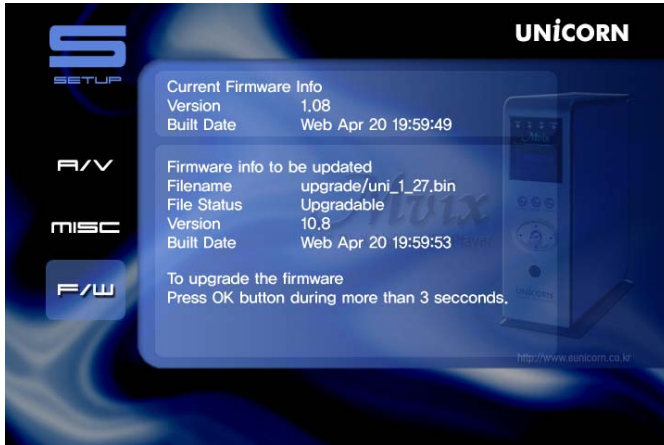 UNiCORN
S
SETUP
A/V
MISC
F/W
Current Firmware Info
Version 1.08
Built Date Web Apr 20 19:59:49
Firmware info to be updated
Filename upgrade/uni_1_27.bin
File Status Upgradable
Version 10.8
Built Date Web Apr 20 19:59:53
To upgrade the firmware
Press OK button during more than 3 secconds.
http://www.eunicorn.co.kr